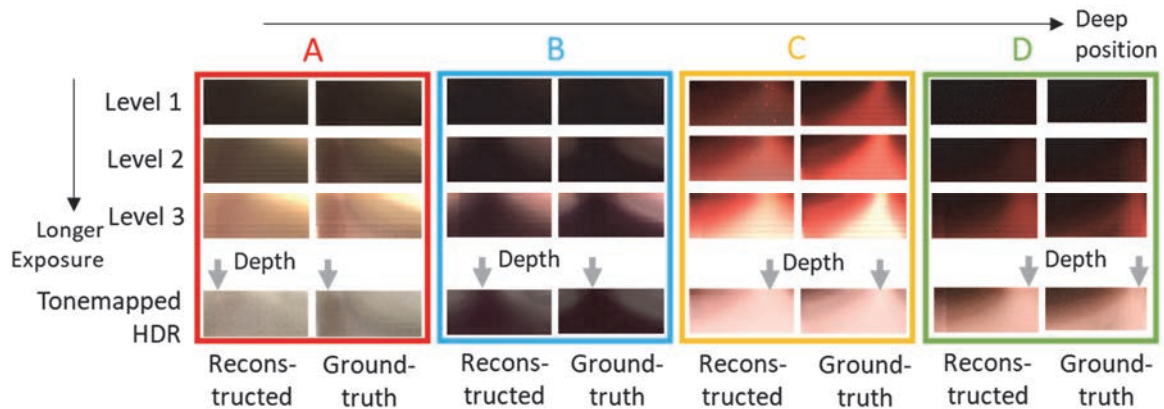 Deep
position
A B C D
Level 1
Level 2
Level 3
Longer
Exposure
Depth Depth Depth Depth
Tonemapped
HDR
Recons- Ground- Recons- Ground- Recons- Ground- Recons- Ground-
tructed truth tructed truth tructed truth tructed truth